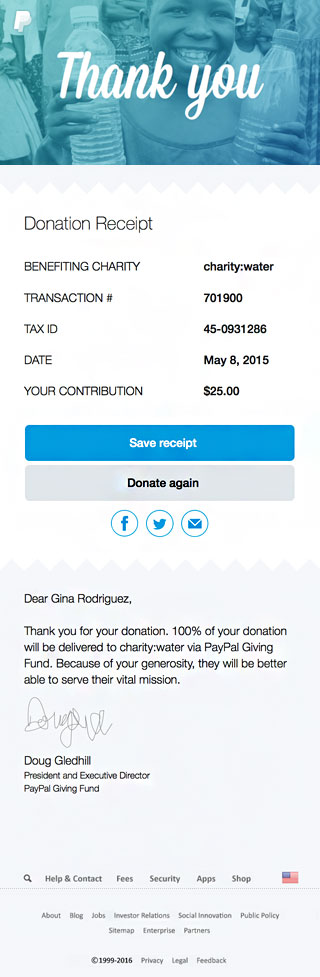 Thank you
Donation Receipt
BENEFITING CHARITY charity:water
TRANSACTION # 701900
TAX ID 45-0931286
DATE May 8, 2015
YOUR CONTRIBUTION $25.00
Save receipt
Donate again
Dear Gina Rodriguez,
Thank you for your donation. 100% of your donation
will be delivered to charity:water via PayPal Giving
Fund. Because of your generosity, they will be better
able to serve their vital mission.
Doug Gledhill
President and Executive Director
PayPal Giving Fund
Help & Contact Fees Security Apps Shop
About Blog Jobs Investor Relations Social Innovation Public Policy
Sitemap Enterprise Partners
©1999-2016 Privacy Legal Feedback